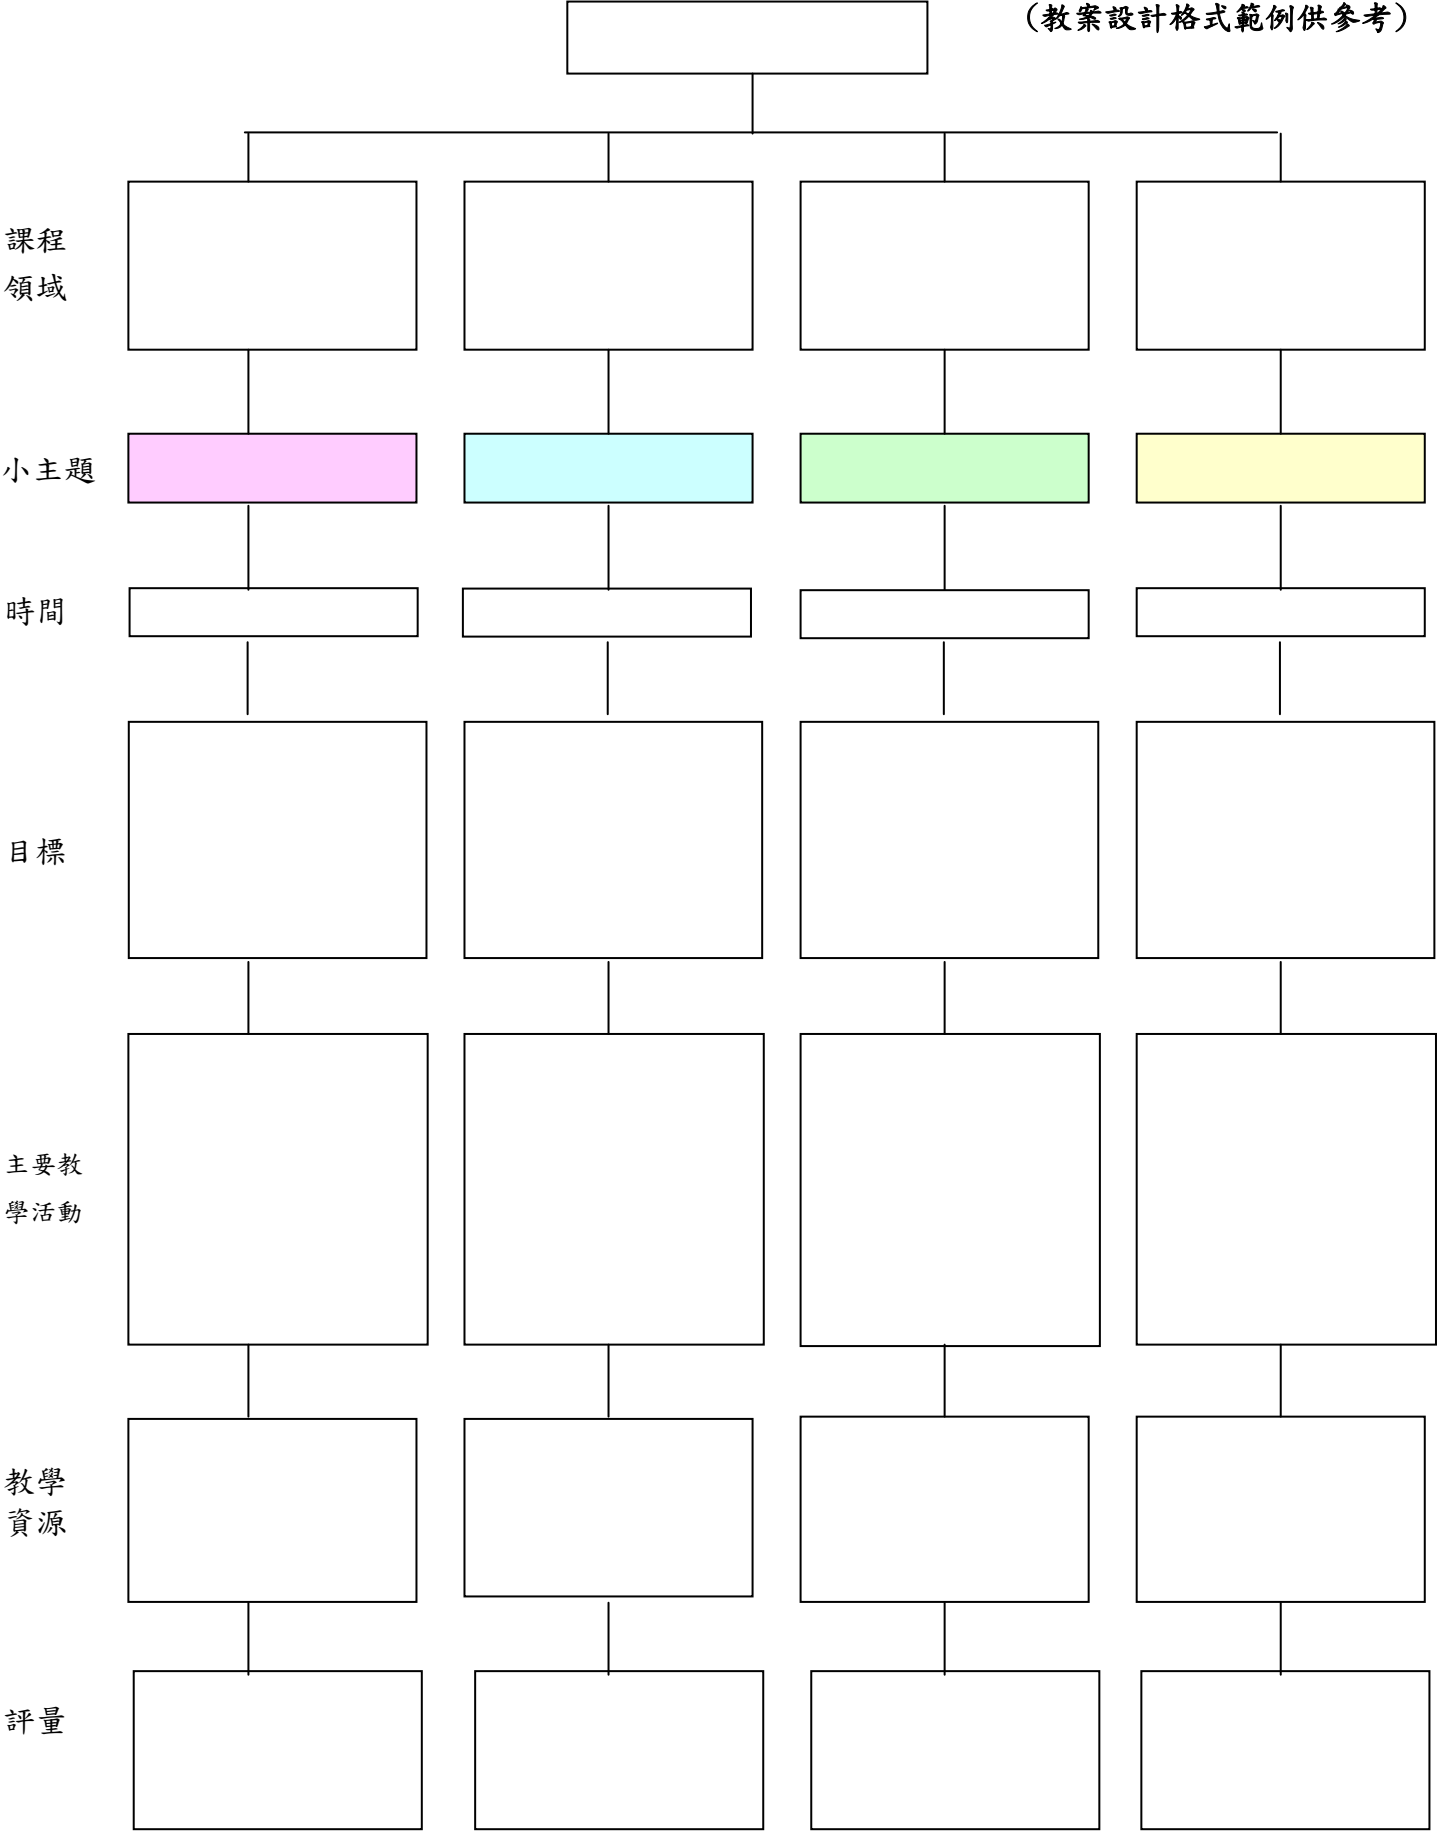 （教案設計格式範例供參考）
課程
領域
小主題
時間
目標
主要教
學活動
教學
資源
評量